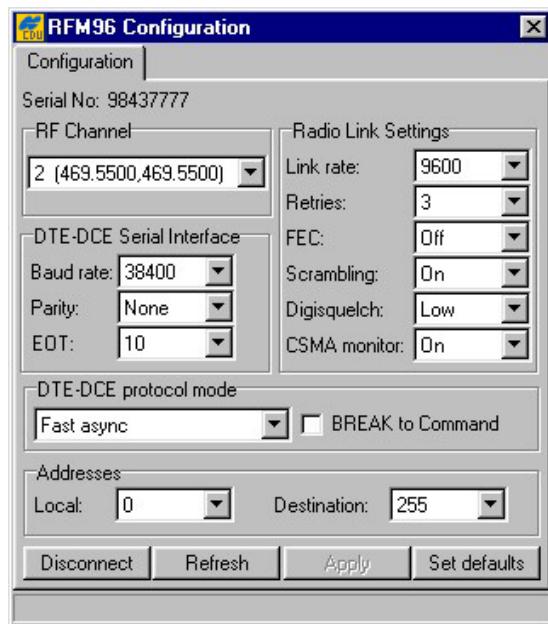 CDU RFM96 Configuration
Configuration
Serial No: 98437777
RF Channel
2 (469.5500,469.5500)
DTE-DCE Serial Interface
Baud rate: 38400
Parity: None
EOT: 10
Radio Link Settings
Link rate: 9600
Retries: 3
FEC: Off
Scrambling: On
Digisquelch: Low
CSMA monitor: On
DTE-DCE protocol mode
Fast async BREAK to Command
Addresses
Local: 0 Destination: 255
Disconnect Refresh Apply Set defaults